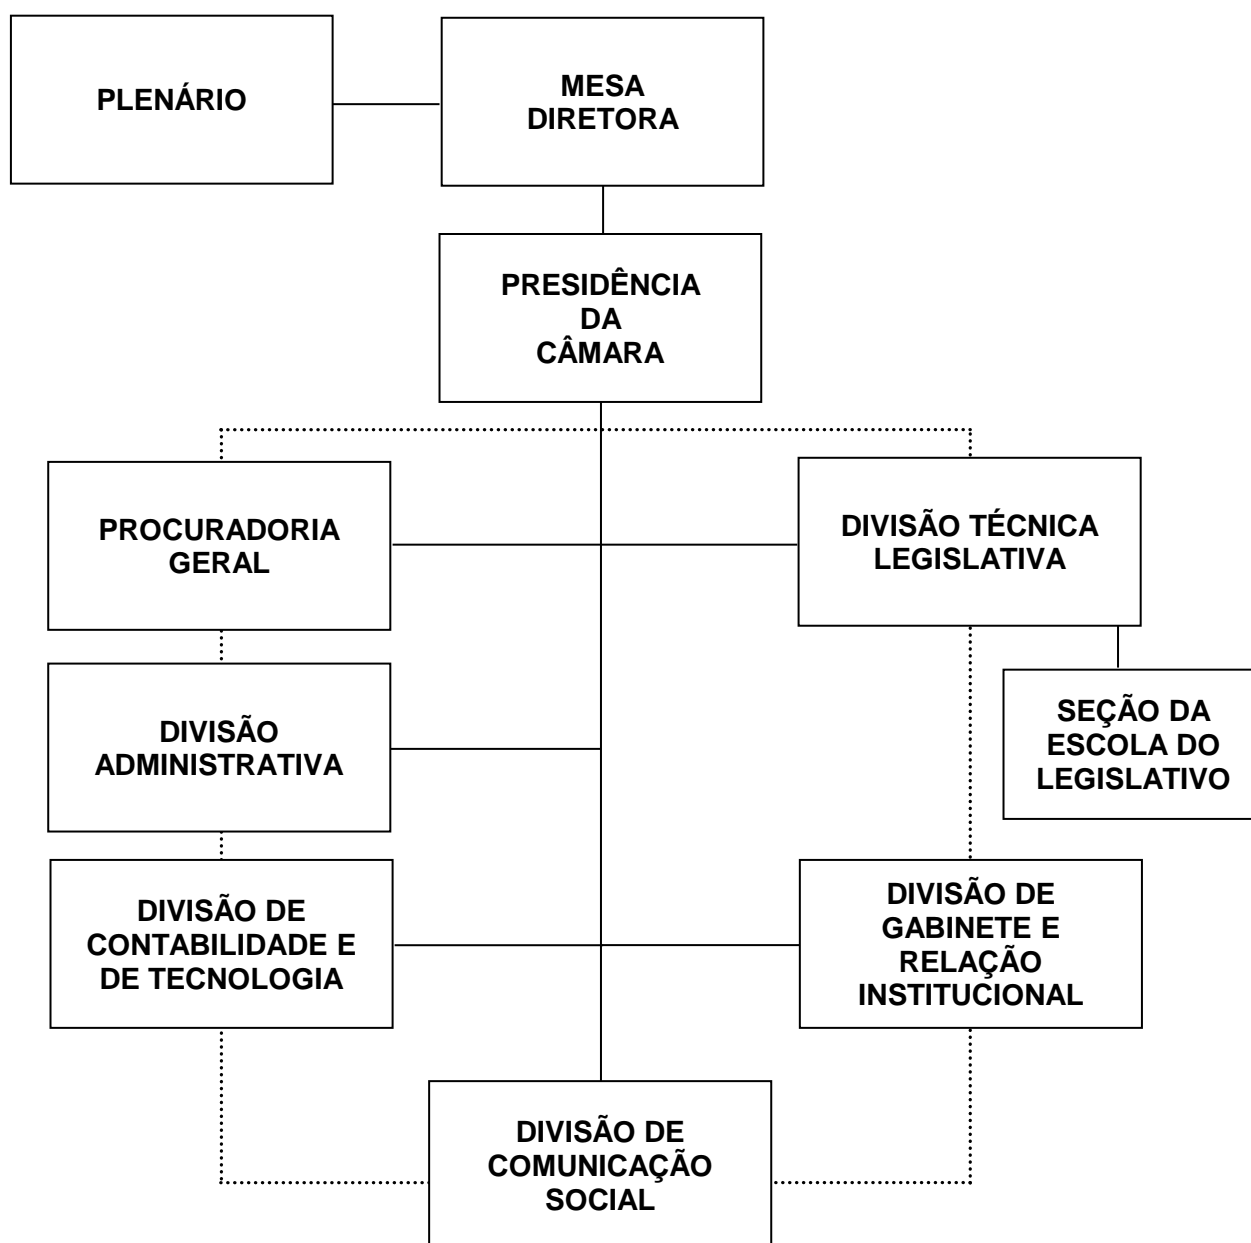 PLENÁRIO
MESA
DIRETORA
PRESIDÊNCIA
DA
CÂMARA
PROCURADORIA
GERAL
DIVISÃO TÉCNICA
LEGISLATIVA
DIVISÃO
ADMINISTRATIVA
SEÇÃO DA
ESCOLA DO
LEGISLATIVO
DIVISÃO DE
CONTABILIDADE E
DE TECNOLOGIA
DIVISÃO DE
GABINETE E
RELAÇÃO
INSTITUCIONAL
DIVISÃO DE
COMUNICAÇÃO
SOCIAL